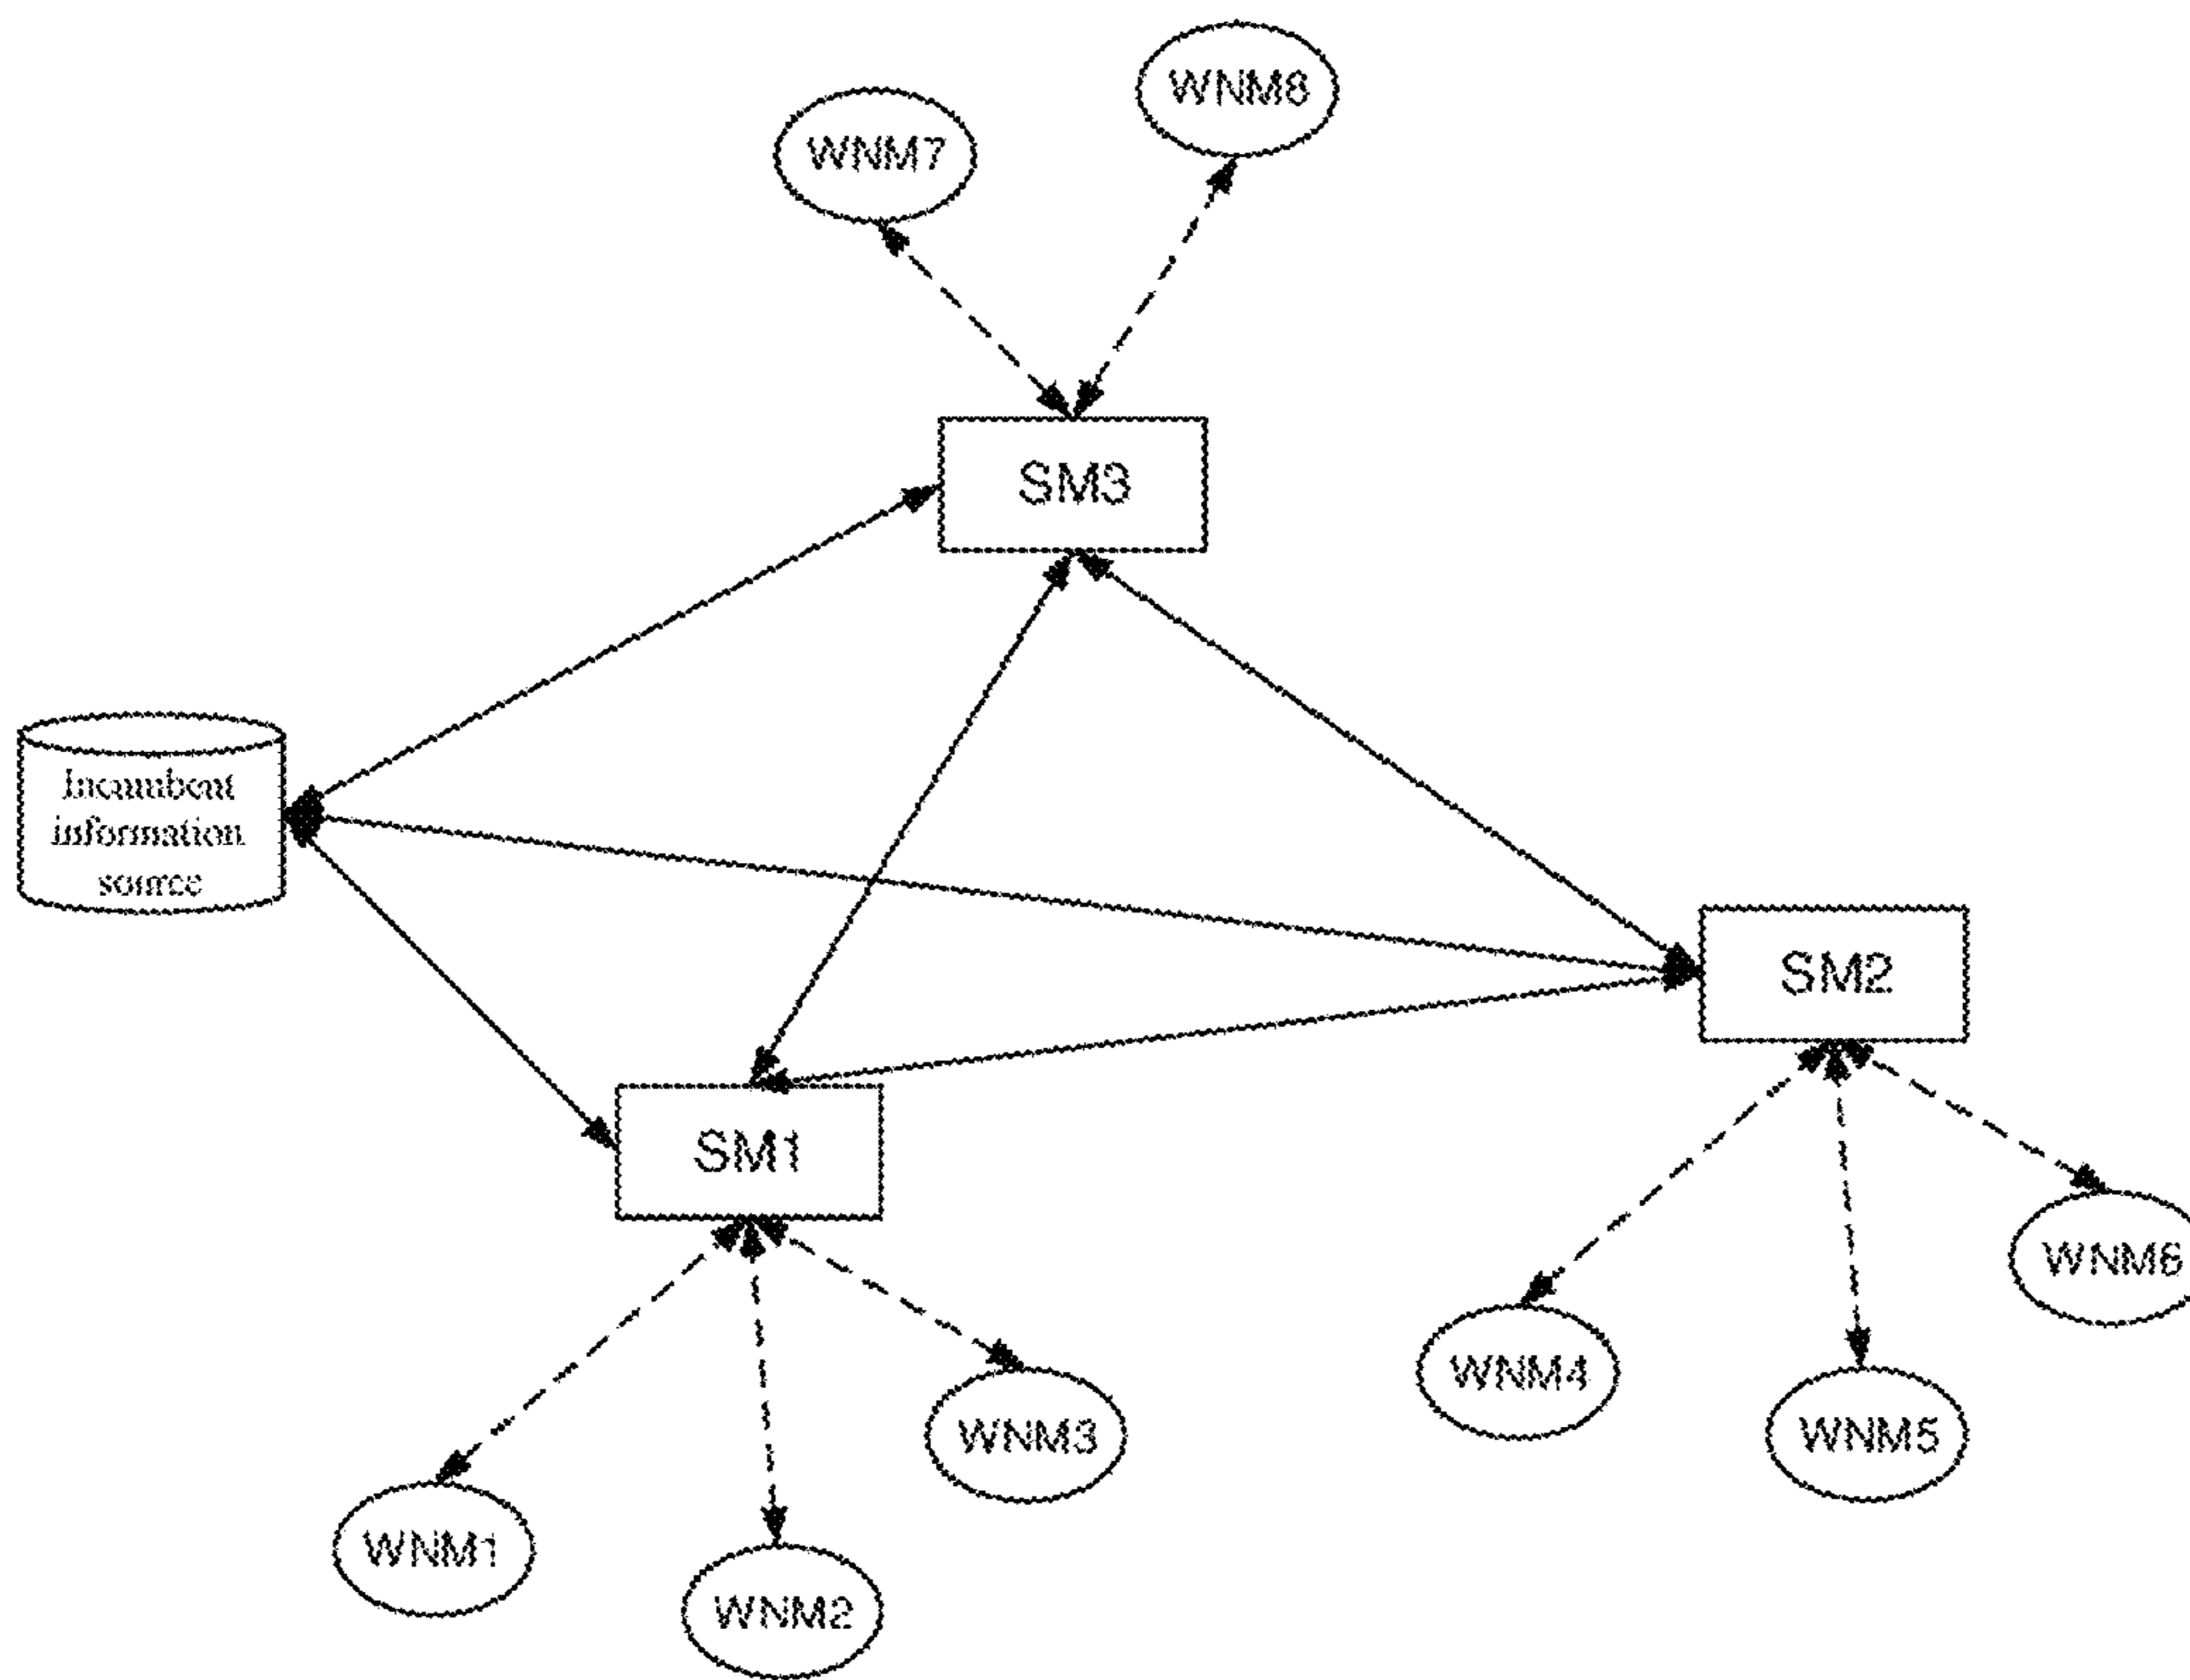 WNM8
WNM7
SM3
Incumbent
information
source
SM2
SM1
WNM6
WNM4
WNM3
WNM5
WNM1
WNM2